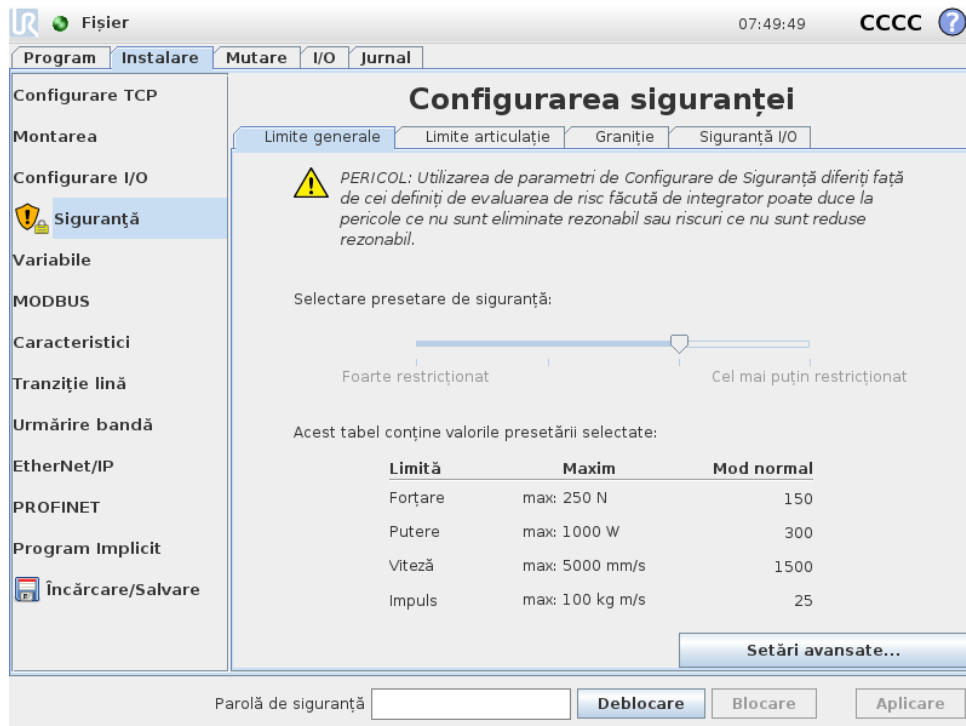 UR Fișier 07:49:49 CCCC ?
Program Instalare Mutare I/O Jurnal
Configurare TCP
Montarea
Configurare I/O
Siguranță
Variabile
MODBUS
Caracteristici
Tranziție lină
Urmărire bandă
EtherNet/IP
PROFINET
Program Implicit
Încărcare/Salvare
Configurarea siguranței
Limite generale Limite articulație Graniție Siguranță I/O
PERICOL: Utilizarea de parametri de Configurare de Siguranță diferiți față
de cei definiți de evaluarea de risc făcută de integrator poate duce la
pericole ce nu sunt eliminate rezonabil sau riscuri ce nu sunt reduse
rezonabil.
Selectare presetare de siguranță:
Foarte restricționat Cel mai puțin restricționat
Acest tabel conține valorile presetării selectate:
Limită Maxim Mod normal
Forțare max: 250 N 150
Putere max: 1000 W 300
Viteză max: 5000 mm/s 1500
Impuls max: 100 kg m/s 25
Setări avansate...
Parolă de siguranță Deblocare Blocare Aplicare